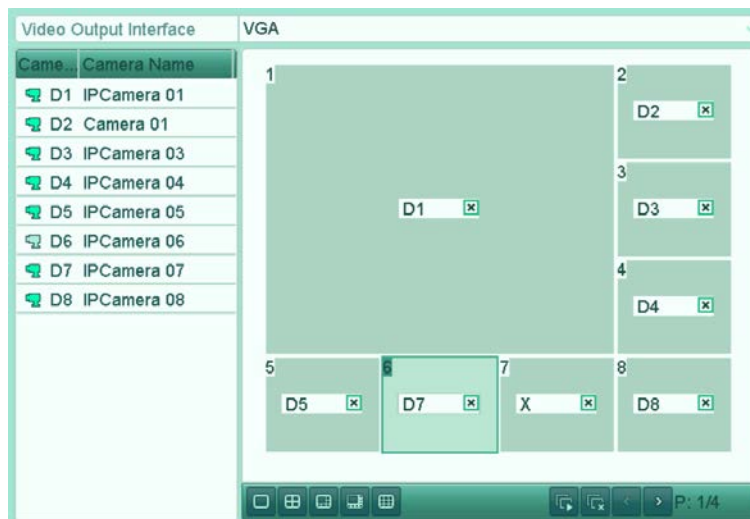 Video Output Interface VGA
Came... Camera Name
D1 IPCamera 01
D2 Camera 01
D3 IPCamera 03
D4 IPCamera 04
D5 IPCamera 05
D6 IPCamera 06
D7 IPCamera 07
D8 IPCamera 08
1
D1
2
D2
3
D3
4
D4
5
D5
6
D7
7
X
8
D8
P: 1/4